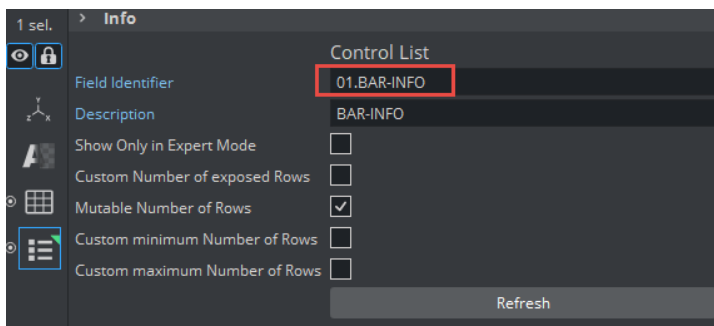 1 sel.
Info
Control List
Field Identifier 01.BAR-INFO
Description BAR-INFO
Show Only in Expert Mode
Custom Number of exposed Rows
Mutable Number of Rows
Custom minimum Number of Rows
Custom maximum Number of Rows
Refresh